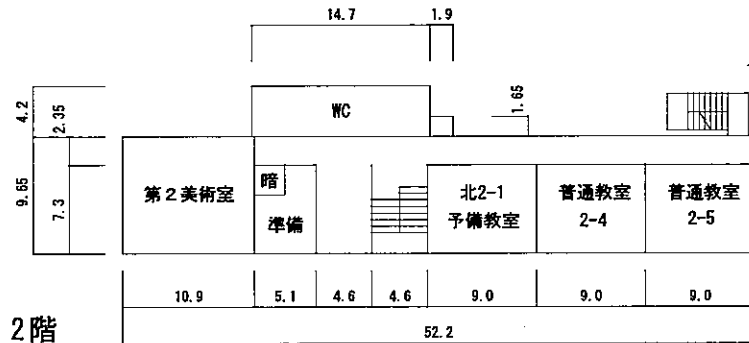 14.7
1.9
4.2
2.35
WC
1.65
9.65
7.3
第2美術室
暗
準備
北2-1
予備教室
普通教室
2-4
普通教室
2-5
10.9
5.1
4.6
4.6
9.0
9.0
9.0
2階
52.2